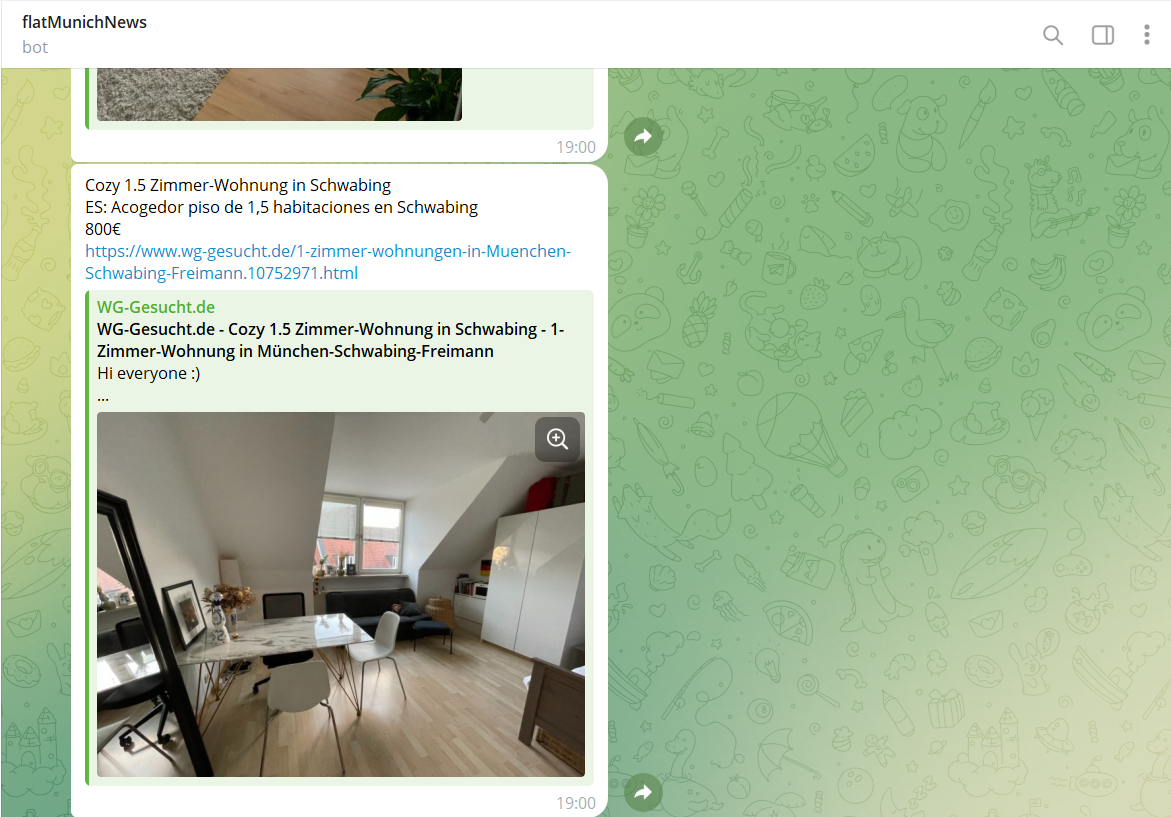 flatMunichNews
bot
19:00
Cozy 1.5 Zimmer-Wohnung in Schwabing
ES: Acogedor piso de 1,5 habitaciones en Schwabing
800€
https://www.wg-gesucht.de/1-zimmer-wohnungen-in-Muenchen-
Schwabing-Freimann.10752971.html
WG-Gesucht.de
WG-Gesucht.de - Cozy 1.5 Zimmer-Wohnung in Schwabing - 1-
Zimmer-Wohnung in München-Schwabing-Freimann
Hi everyone :)
...
19:00